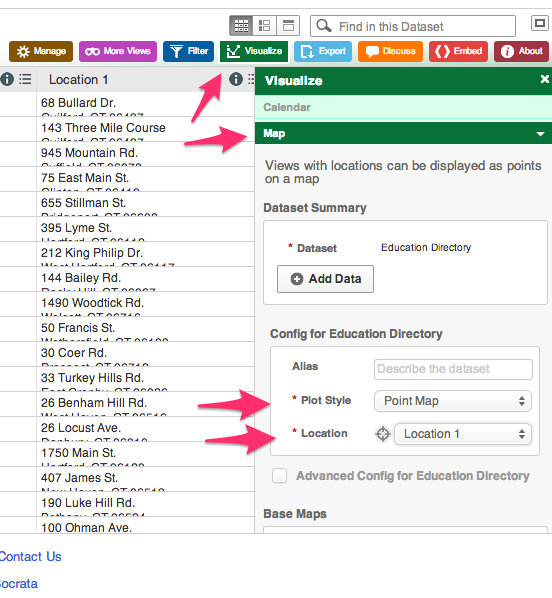 Find in this Dataset
Manage More Views Filter Visualize Export Discuss Embed About
Location 1
68 Bullard Dr.
143 Three Mile Course
945 Mountain Rd.
75 East Main St.
655 Stillman St.
395 Lyme St.
212 King Philip Dr.
144 Bailey Rd.
1490 Woodtick Rd.
50 Francis St.
30 Coer Rd.
33 Turkey Hills Rd.
26 Benham Hill Rd.
26 Locust Ave.
1750 Main St.
407 James St.
190 Luke Hill Rd.
100 Ohman Ave.
Visualize
Calendar
Map
Views with locations can be displayed as points
on a map
Dataset Summary
* Dataset Education Directory
Add Data
Config for Education Directory
Alias Describe the dataset
* Plot Style Point Map
* Location Location 1
Advanced Config for Education Directory
Base Maps
Contact Us
ocrata